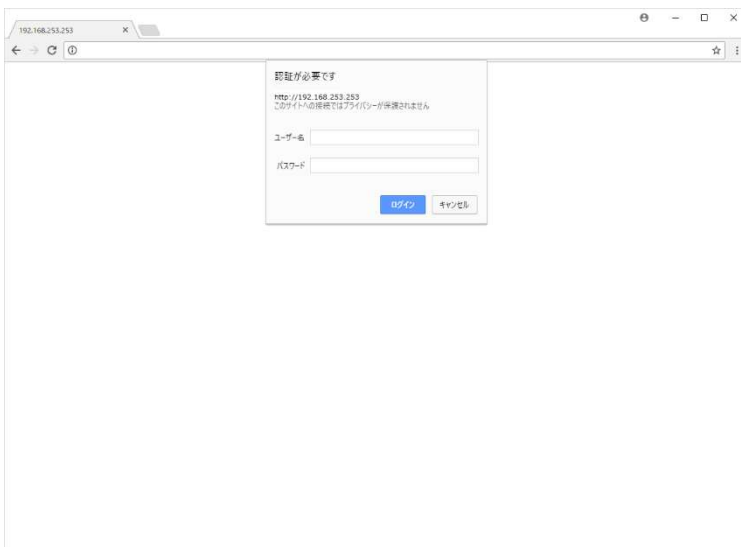 192.168.253.253
認証が必要です
http://192.168.253.253
このサイトへの接続ではプライバシーが保護されません
ユーザー名
パスワード
ログイン
キャンセル